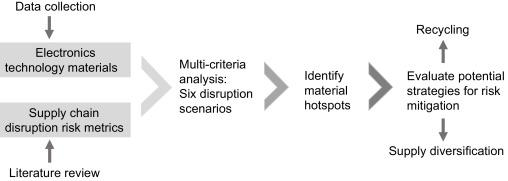 Data collection
Electronics
technology materials
Supply chain
disruption risk metrics
Literature review
Multi-criteria
analysis:
Six disruption
scenarios
Identify
material
hotspots
Recycling
Evaluate potential
strategies for risk
mitigation
Supply diversification